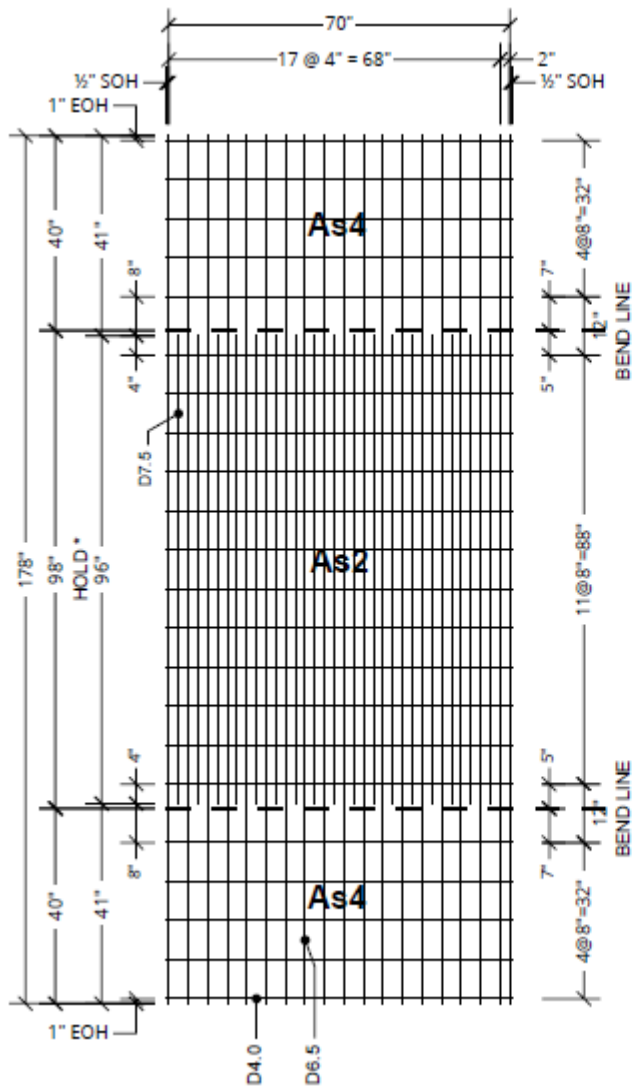 70"
17 @ 4" = 68"
2"
½" SOH
½" SOH
1" EOH
As4
40"
41"
8"
4@8"=32"
7"
12"
BEND LINE
4"
5"
D7.5
178"
98"
HOLD *
96"
As2
11@8"=88"
4"
5"
12"
BEND LINE
8"
7"
40"
41"
As4
4@8"=32"
1" EOH
D4.0
D6.5